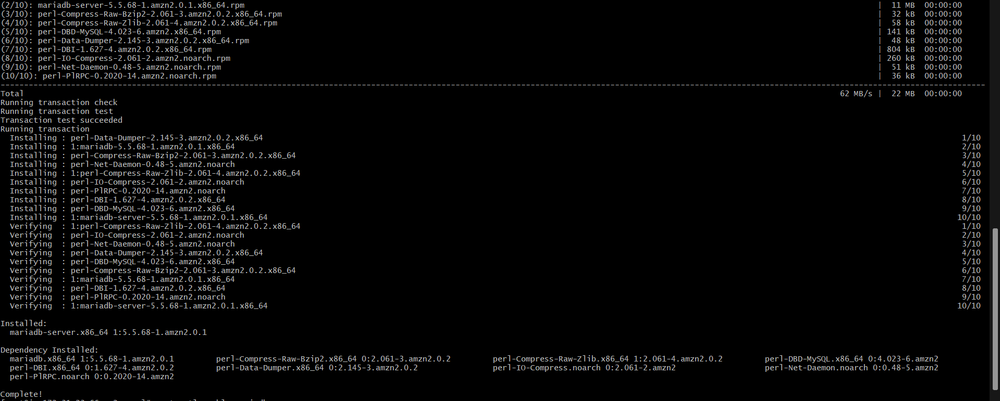 (2/10): mariadb-server-5.5.68-1.amzn2.0.1.x86_64.rpm | 11 MB 00:00:00
(3/10): perl-Compress-Raw-Bzip2-2.061-3.amzn2.0.2.x86_64.rpm | 32 kB 00:00:00
(4/10): perl-Compress-Raw-Zlib-2.061-4.amzn2.0.2.x86_64.rpm | 58 kB 00:00:00
(5/10): perl-DBD-MySQL-4.023-6.amzn2.x86_64.rpm | 141 kB 00:00:00
(6/10): perl-Data-Dumper-2.145-3.amzn2.0.2.x86_64.rpm | 48 kB 00:00:00
(7/10): perl-DBI-1.627-4.amzn2.0.2.x86_64.rpm | 804 kB 00:00:00
(8/10): perl-IO-Compress-2.061-2.amzn2.noarch.rpm | 260 kB 00:00:00
(9/10): perl-Net-Daemon-0.48-5.amzn2.noarch.rpm | 51 kB 00:00:00
(10/10): perl-PlRPC-0.2020-14.amzn2.noarch.rpm | 36 kB 00:00:00
Total 62 MB/s | 22 MB 00:00:00
Running transaction check
Running transaction test
Transaction test succeeded
Running transaction
Installing : perl-Data-Dumper-2.145-3.amzn2.0.2.x86_64 1/10
Installing : 1:mariadb-5.5.68-1.amzn2.0.1.x86_64 2/10
Installing : perl-Compress-Raw-Bzip2-2.061-3.amzn2.0.2.x86_64 3/10
Installing : perl-Net-Daemon-0.48-5.amzn2.noarch 4/10
Installing : 1:perl-Compress-Raw-Zlib-2.061-4.amzn2.0.2.x86_64 5/10
Installing : perl-IO-Compress-2.061-2.amzn2.noarch 6/10
Installing : perl-PlRPC-0.2020-14.amzn2.noarch 7/10
Installing : perl-DBI-1.627-4.amzn2.0.2.x86_64 8/10
Installing : perl-DBD-MySQL-4.023-6.amzn2.x86_64 9/10
Installing : 1:mariadb-server-5.5.68-1.amzn2.0.1.x86_64 10/10
Verifying : 1:perl-Compress-Raw-Zlib-2.061-4.amzn2.0.2.x86_64 1/10
Verifying : perl-IO-Compress-2.061-2.amzn2.noarch 2/10
Verifying : perl-Net-Daemon-0.48-5.amzn2.noarch 3/10
Verifying : perl-Data-Dumper-2.145-3.amzn2.0.2.x86_64 4/10
Verifying : perl-DBD-MySQL-4.023-6.amzn2.x86_64 5/10
Verifying : perl-Compress-Raw-Bzip2-2.061-3.amzn2.0.2.x86_64 6/10
Verifying : 1:mariadb-5.5.68-1.amzn2.0.1.x86_64 7/10
Verifying : perl-DBI-1.627-4.amzn2.0.2.x86_64 8/10
Verifying : perl-PlRPC-0.2020-14.amzn2.noarch 9/10
Verifying : 1:mariadb-server-5.5.68-1.amzn2.0.1.x86_64 10/10
Installed:
mariadb-server.x86_64 1:5.5.68-1.amzn2.0.1
Dependency Installed:
mariadb.x86_64 1:5.5.68-1.amzn2.0.1 perl-Compress-Raw-Bzip2.x86_64 0:2.061-3.amzn2.0.2 perl-Compress-Raw-Zlib.x86_64 1:2.061-4.amzn2.0.2 perl-DBD-MySQL.x86_64 0:4.023-6.amzn2
perl-DBI.x86_64 0:1.627-4.amzn2.0.2 perl-Data-Dumper.x86_64 0:2.145-3.amzn2.0.2 perl-IO-Compress.noarch 0:2.061-2.amzn2 perl-Net-Daemon.noarch 0:0.48-5.amzn2
perl-PlRPC.noarch 0:0.2020-14.amzn2
Complete!